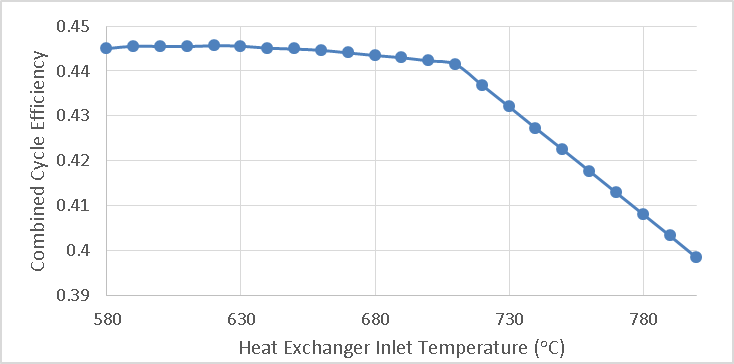 0.45
0.44
0.43
0.42
0.41
0.4
0.39
Combined Cycle Efficiency
580 630 680 730 780
Heat Exchanger Inlet Temperature (°C)